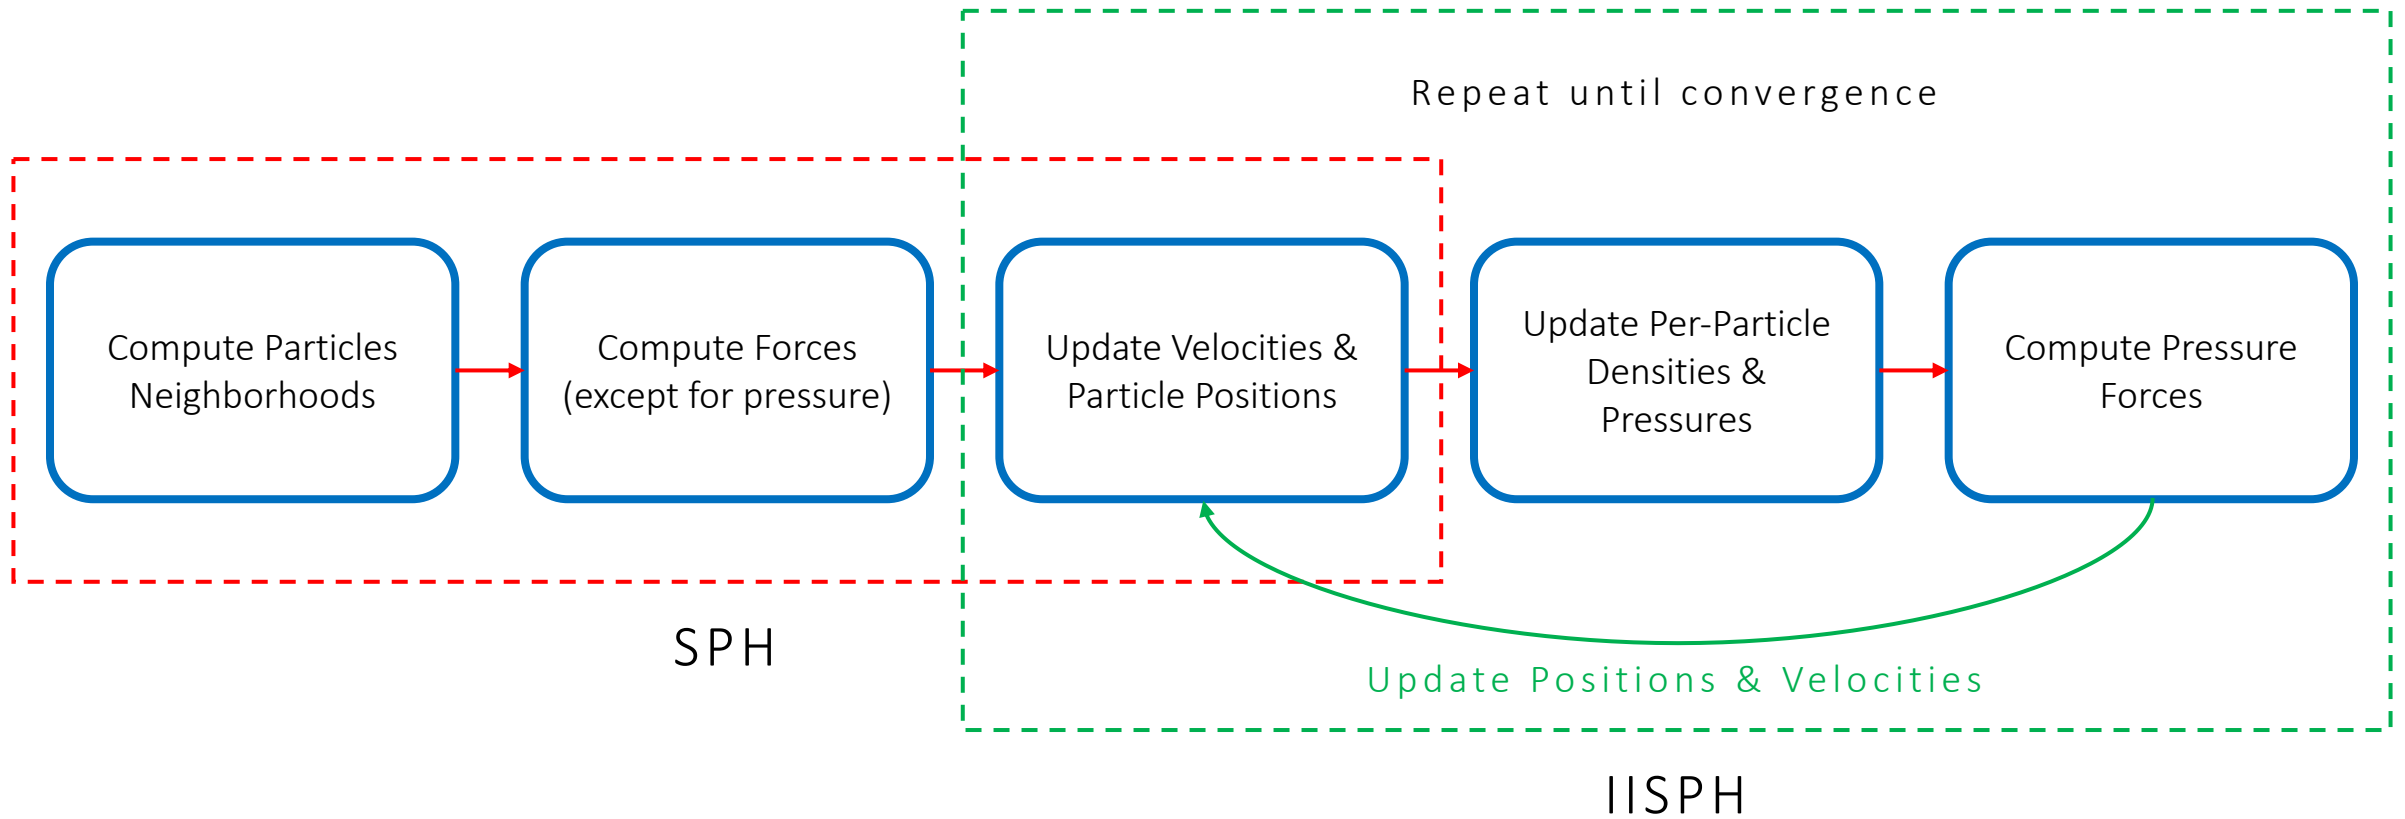 Repeat until convergence
Compute Particles
Neighborhoods
Compute Forces
(except for pressure)
Update Velocities &
Particle Positions
Update Per-Particle
Densities &
Pressures
Compute Pressure
Forces
SPH
Update Positions & Velocities
IISPH